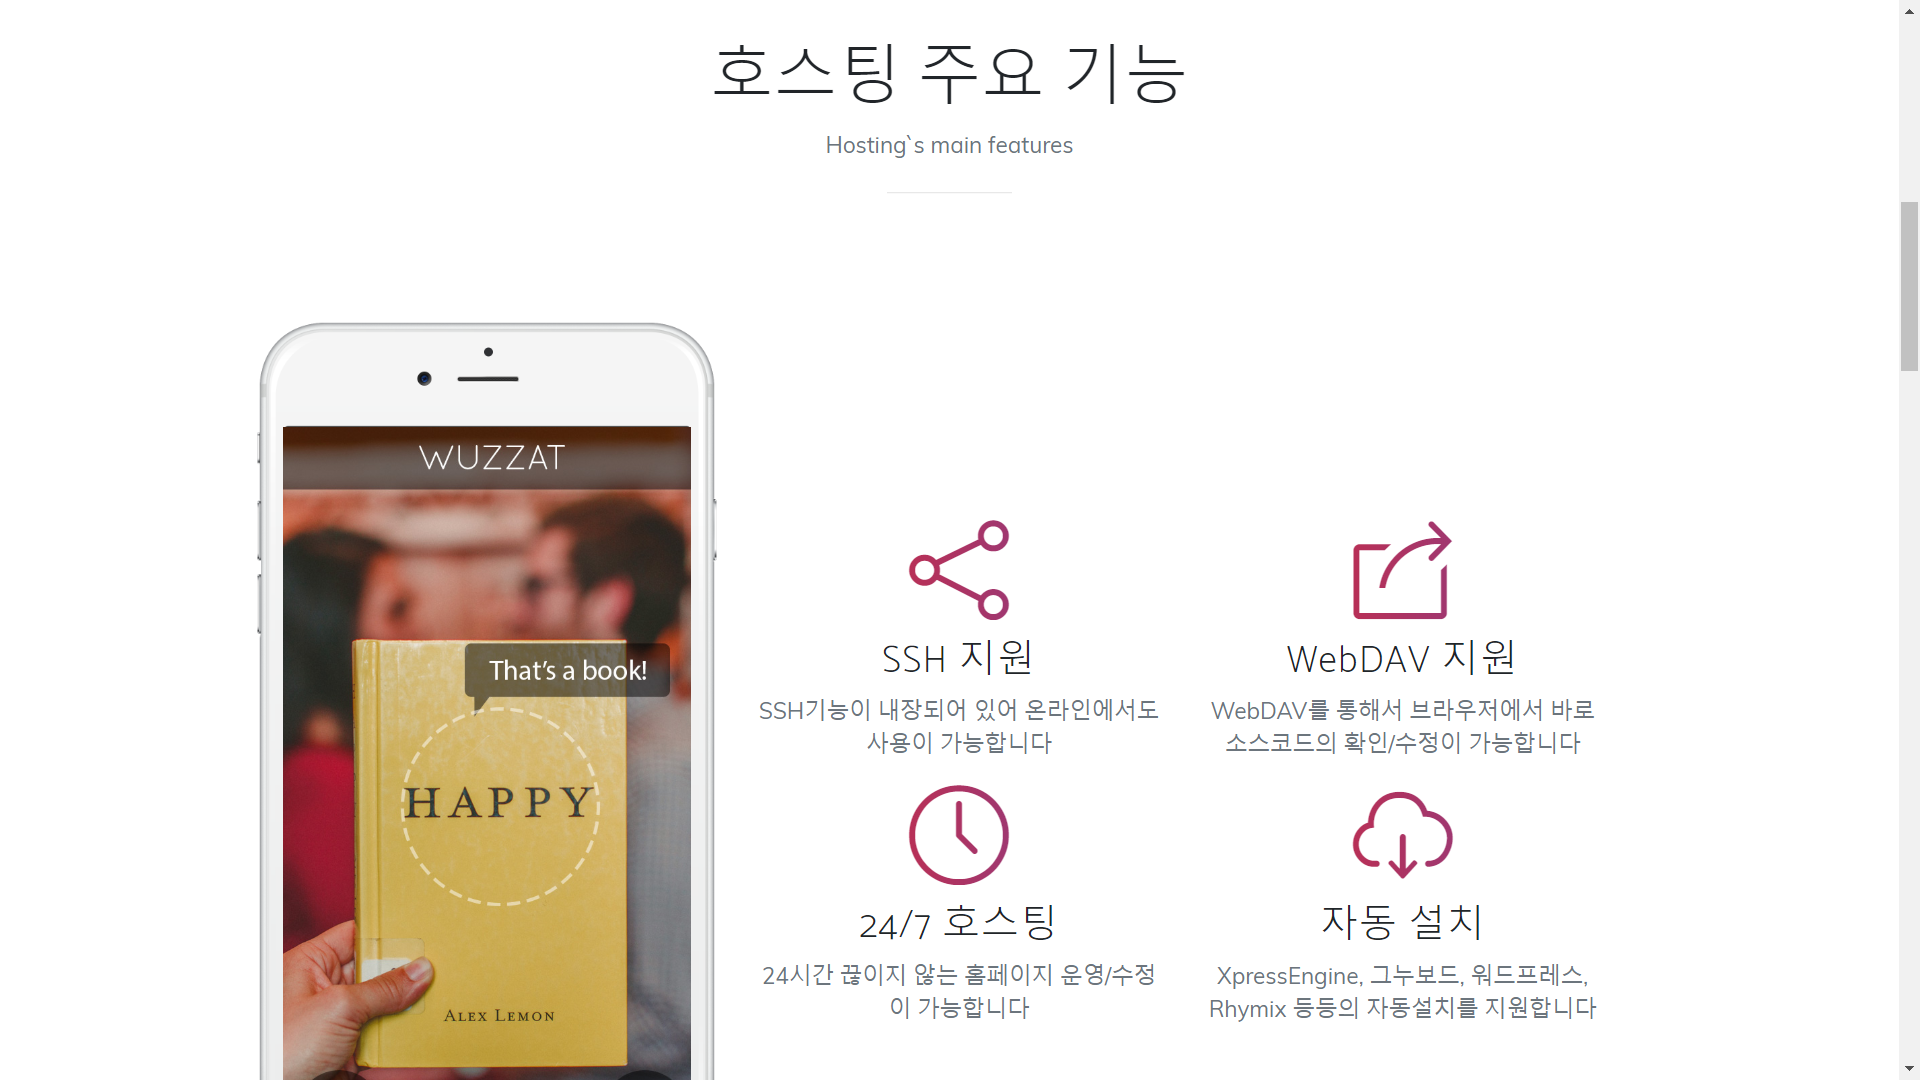 호스팅 주요 기능
Hosting`s main features
WUZZAT
That's a book!
HAPPY
ALEX LEMON
SSH 지원
SSH기능이 내장되어 있어 온라인에서도
사용이 가능합니다
WebDAV 지원
WebDAV를 통해서 브라우저에서 바로
소스코드의 확인/수정이 가능합니다
24/7 호스팅
24시간 끊이지 않는 홈페이지 운영/수정
이 가능합니다
자동 설치
XpressEngine, 그누보드, 워드프레스,
Rhymix 등등의 자동설치를 지원합니다